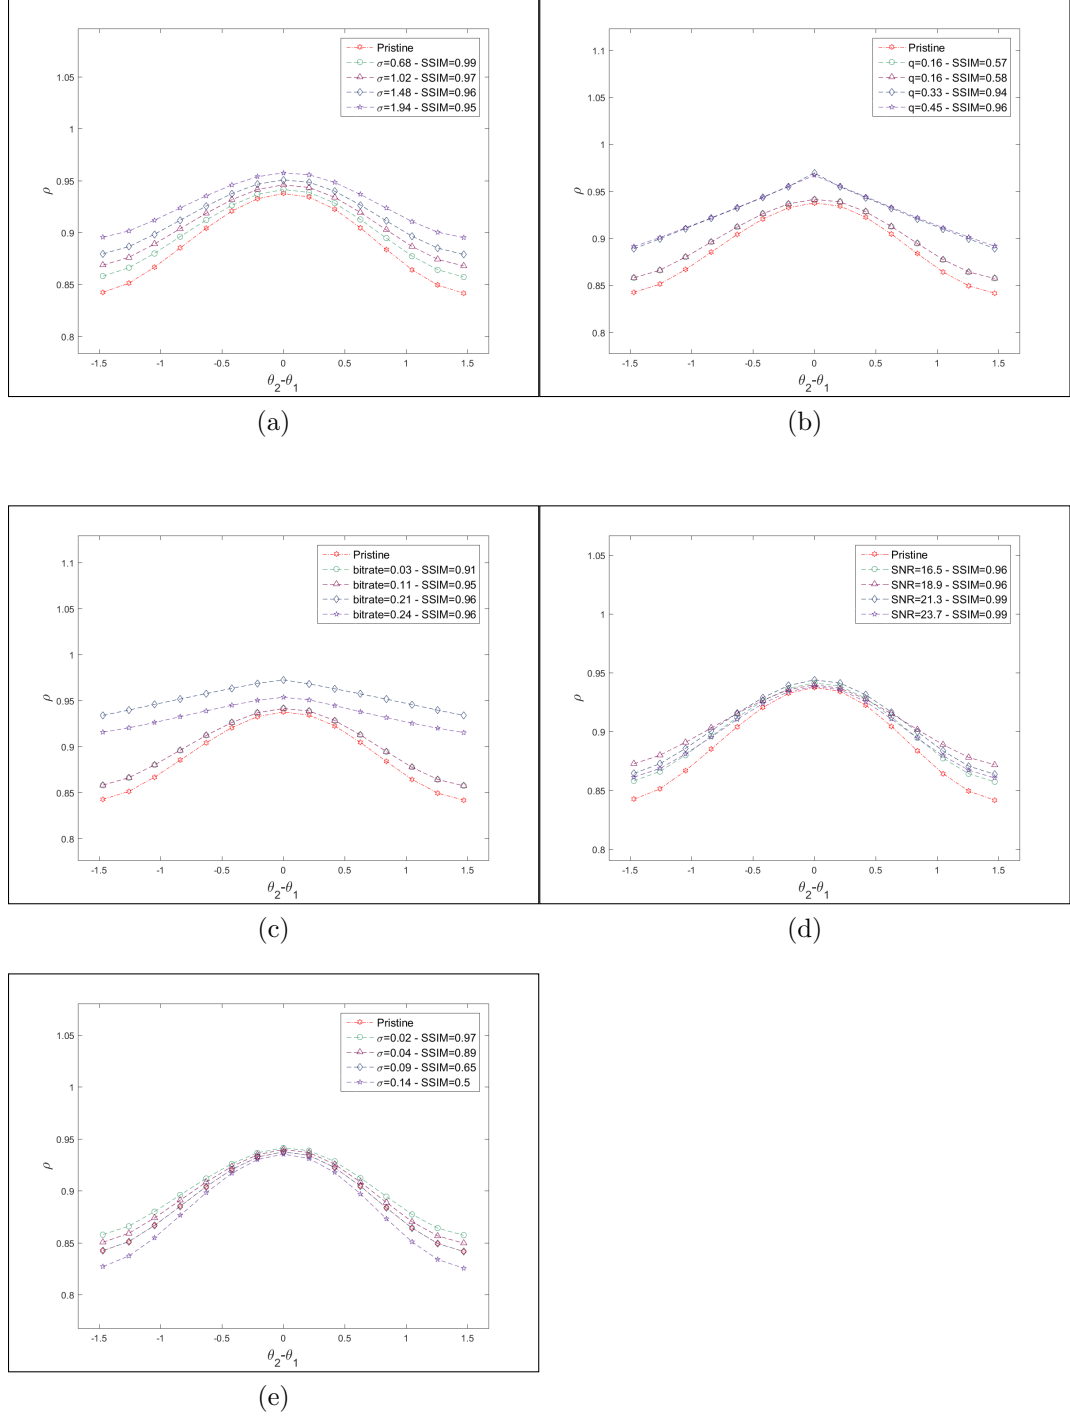 Pristine
σ=0.68 - SSIM=0.99
σ=1.02 - SSIM=0.97
σ=1.48 - SSIM=0.96
σ=1.94 - SSIM=0.95
1.05
1
0.95
0.9
0.85
0.8
ρ
-1.5 -1 -0.5 0 0.5 1 1.5
θ2-θ1
(a)
Pristine
q=0.16 - SSIM=0.57
q=0.16 - SSIM=0.58
q=0.33 - SSIM=0.94
q=0.45 - SSIM=0.96
1.1
1.05
1
0.95
0.9
0.85
0.8
ρ
-1.5 -1 -0.5 0 0.5 1 1.5
θ2-θ1
(b)
Pristine
bitrate=0.03 - SSIM=0.91
bitrate=0.11 - SSIM=0.95
bitrate=0.21 - SSIM=0.96
bitrate=0.24 - SSIM=0.96
1.1
1.05
1
0.95
0.9
0.85
0.8
ρ
-1.5 -1 -0.5 0 0.5 1 1.5
θ2-θ1
(c)
Pristine
SNR=16.5 - SSIM=0.96
SNR=18.9 - SSIM=0.96
SNR=21.3 - SSIM=0.99
SNR=23.7 - SSIM=0.99
1.05
1
0.95
0.9
0.85
0.8
ρ
-1.5 -1 -0.5 0 0.5 1 1.5
θ2-θ1
(d)
Pristine
σ=0.02 - SSIM=0.97
σ=0.04 - SSIM=0.89
σ=0.09 - SSIM=0.65
σ=0.14 - SSIM=0.5
1.05
1
0.95
0.9
0.85
0.8
ρ
-1.5 -1 -0.5 0 0.5 1 1.5
θ2-θ1
(e)